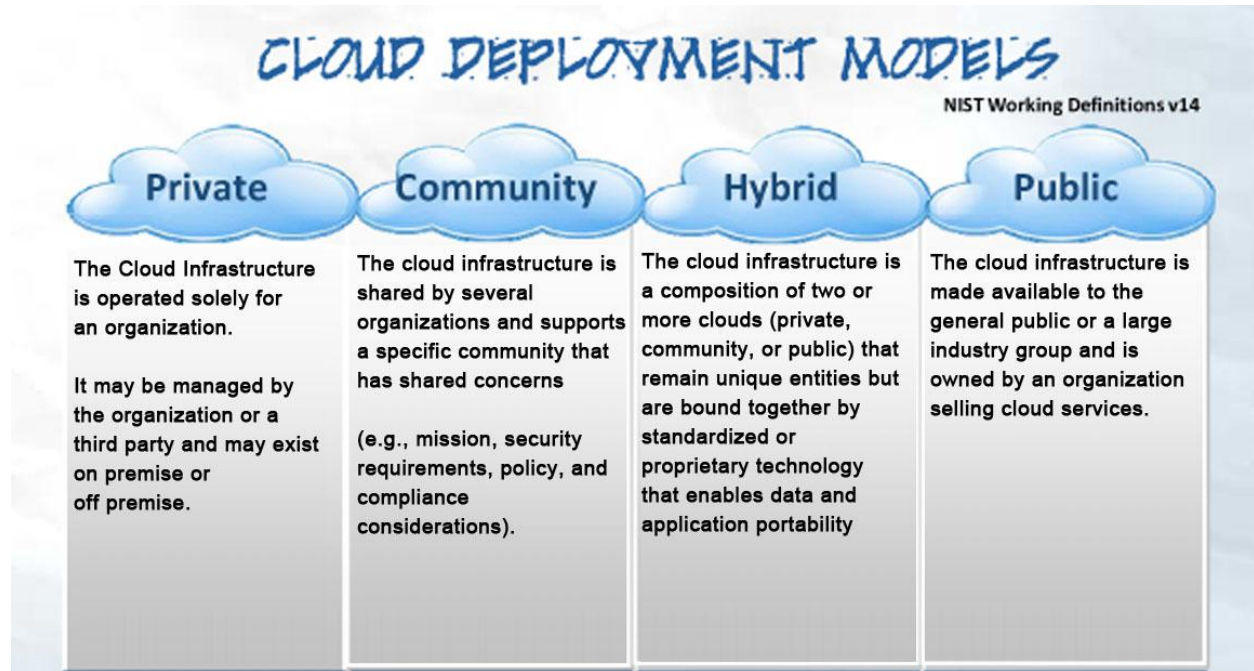 CLOUD DEPLOYMENT MODELS
NIST Working Definitions v14
Private
The Cloud Infrastructure
is operated solely for
an organization.
It may be managed by
the organization or a
third party and may exist
on premise or
off premise.
Community
The cloud infrastructure is
shared by several
organizations and supports
a specific community that
has shared concerns
(e.g., mission, security
requirements, policy, and
compliance
considerations).
Hybrid
The cloud infrastructure is
a composition of two or
more clouds (private,
community, or public) that
remain unique entities but
are bound together by
standardized or
proprietary technology
that enables data and
application portability
Public
The cloud infrastructure is
made available to the
general public or a large
industry group and is
owned by an organization
selling cloud services.